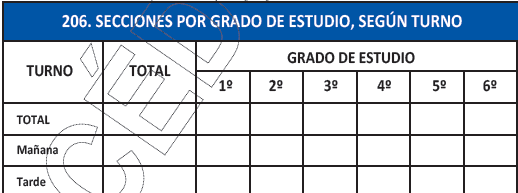 206. SECCIONES POR GRADO DE ESTUDIO, SEGÚN TURNO
TURNO TOTAL GRADO DE ESTUDIO
1º 2º 3º 4º 5º 6º
TOTAL
Mañana
Tarde